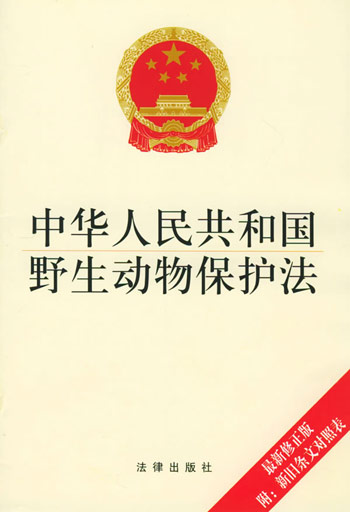 中华人民共和国
野生动物保护法
最新修正版
附：新旧条文对照表
法律出版社